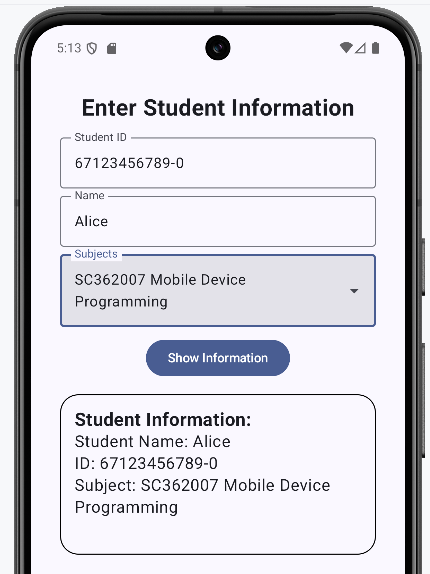 5:13
Enter Student Information
Student ID
67123456789-0
Name
Alice
Subjects
SC362007 Mobile Device
Programming
Show Information
Student Information:
Student Name: Alice
ID: 67123456789-0
Subject: SC362007 Mobile Device
Programming